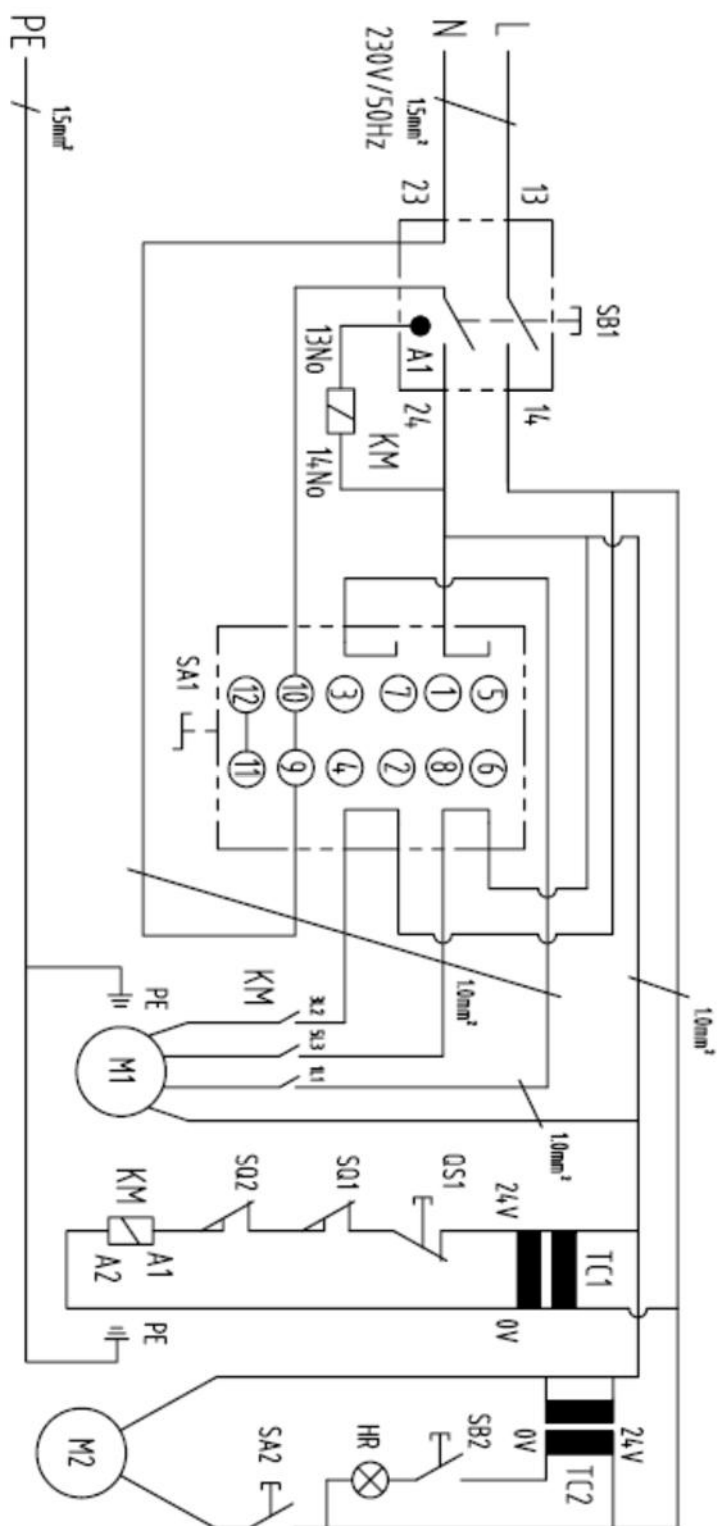 L
N
230V/50Hz
1.5mm²
PE
1.5mm²
13
23
SB1
A1
14
24
13No
KM
14No
SA1
5
1
7
3
10
12
6
8
2
4
9
11
1.0mm²
1.0mm²
1.0mm²
PE
KM
3L2
5L3
1L1
M1
QS1
SQ1
SQ2
KM
A1
A2
24V
TC1
0V
PE
M2
SA2
HR
SB2
0V
24V
TC2